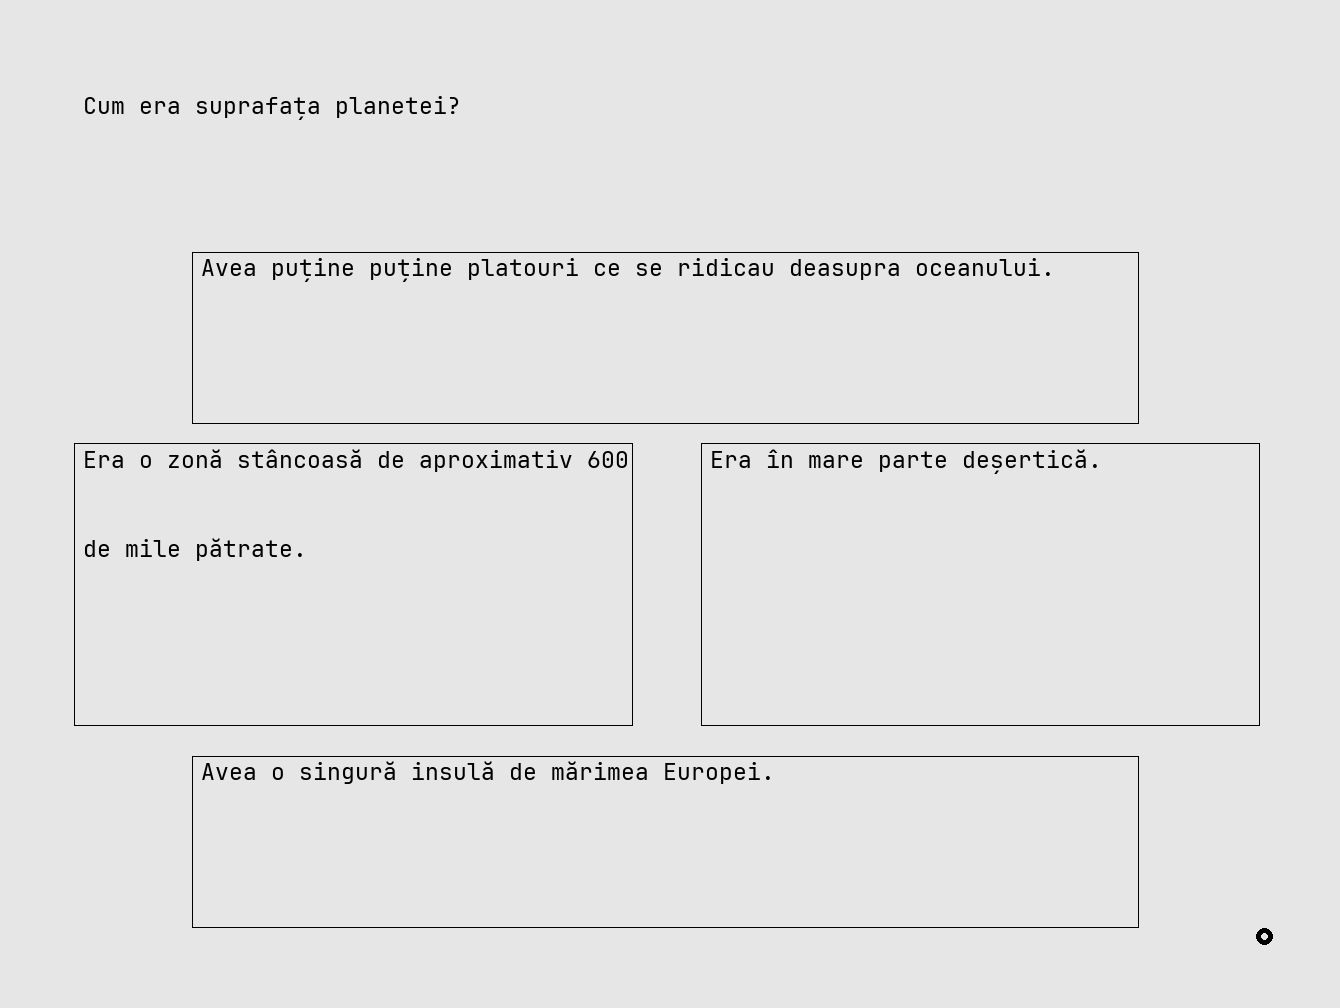 Cum era suprafața planetei?
Avea puține puține platouri ce se ridicau deasupra oceanului.
Era o zonă stâncoasă de aproximativ 600
de mile pătrate.
Era în mare parte deșertică.
Avea o singură insulă de mărimea Europei.